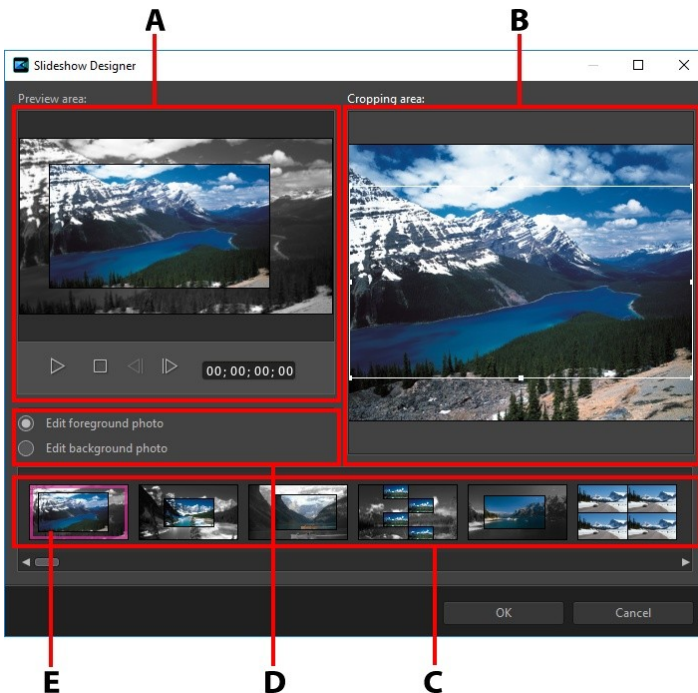 A
B
Slideshow Designer
Preview area:
Cropping area:
00;00;00;00
Edit foreground photo
Edit background photo
OK
Cancel
E
D
C